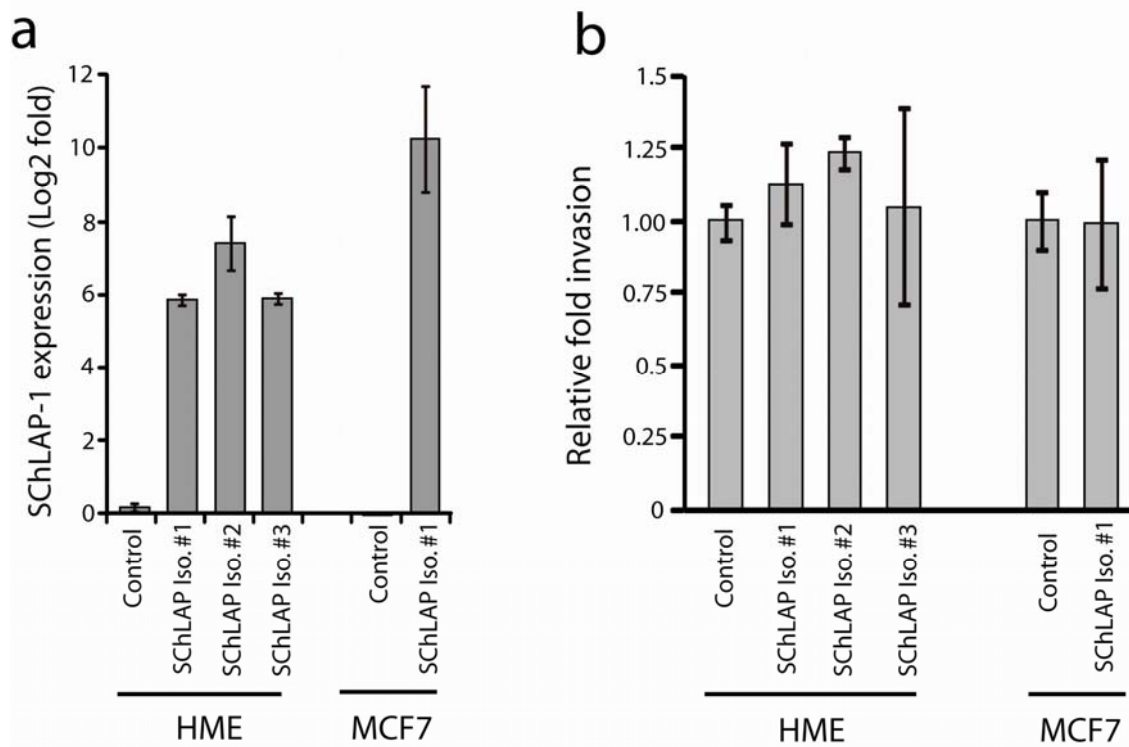 a
SChLAP-1 expression (Log2 fold)
12
10
8
6
4
2
0
Control
SChLAP Iso. #1
SChLAP Iso. #2
SChLAP Iso. #3
Control
SChLAP Iso. #1
HME
MCF7
b
Relative fold invasion
1.5
1.25
1.00
0.75
0.5
0.25
0
Control
SChLAP Iso. #1
SChLAP Iso. #2
SChLAP Iso. #3
Control
SChLAP Iso. #1
HME
MCF7